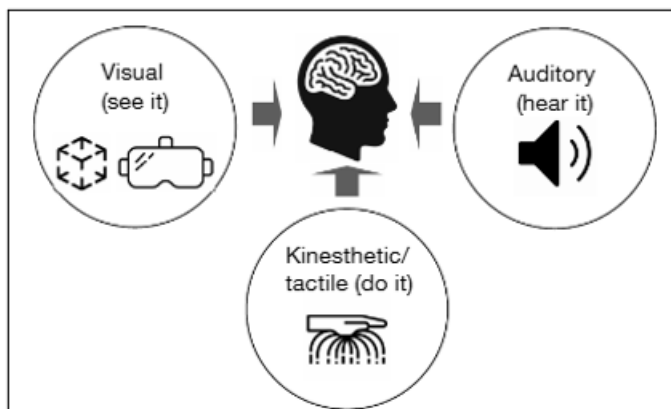 Visual
(see it)
Auditory
(hear it)
Kinesthetic/
tactile (do it)